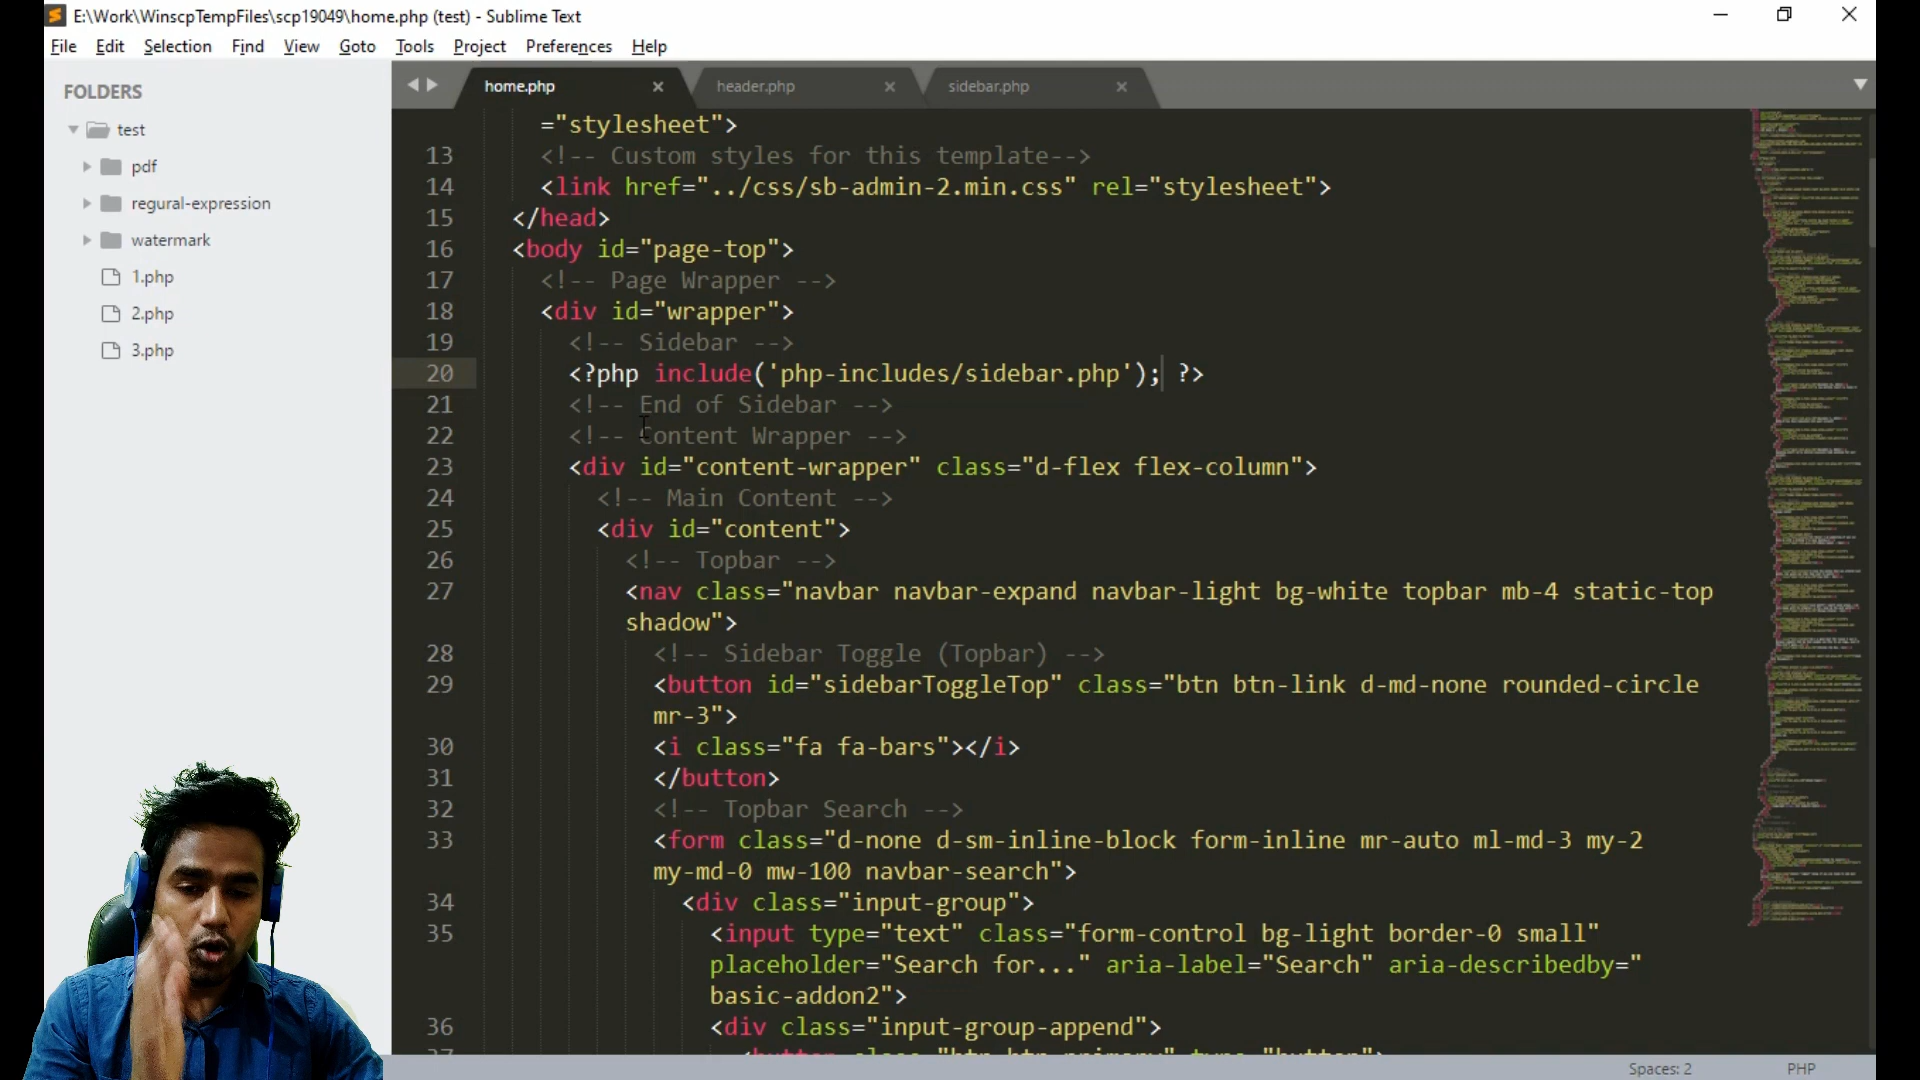 E:\Work\WinscpTempFiles\scp19049\home.php (test) - Sublime Text
File Edit Selection Find View Goto Tools Project Preferences Help
FOLDERS
test
pdf
regural-expression
watermark
1.php
2.php
3.php
home.php header.php sidebar.php
="stylesheet">
13 <!-- Custom styles for this template-->
14 <link href="../css/sb-admin-2.min.css" rel="stylesheet">
15 </head>
16 <body id="page-top">
17 <!-- Page Wrapper -->
18 <div id="wrapper">
19 <!-- Sidebar -->
20 <?php include('php-includes/sidebar.php'); ?>
21 <!-- End of Sidebar -->
22 <!-- Content Wrapper -->
23 <div id="content-wrapper" class="d-flex flex-column">
24 <!-- Main Content -->
25 <div id="content">
26 <!-- Topbar -->
27 <nav class="navbar navbar-expand navbar-light bg-white topbar mb-4 static-top
shadow">
28 <!-- Sidebar Toggle (Topbar) -->
29 <button id="sidebarToggleTop" class="btn btn-link d-md-none rounded-circle
mr-3">
30 <i class="fa fa-bars"></i>
31 </button>
32 <!-- Topbar Search -->
33 <form class="d-none d-sm-inline-block form-inline mr-auto ml-md-3 my-2
my-md-0 mw-100 navbar-search">
34 <div class="input-group">
35 <input type="text" class="form-control bg-light border-0 small"
placeholder="Search for..." aria-label="Search" aria-describedby="
basic-addon2">
36 <div class="input-group-append">
Spaces: 2 PHP